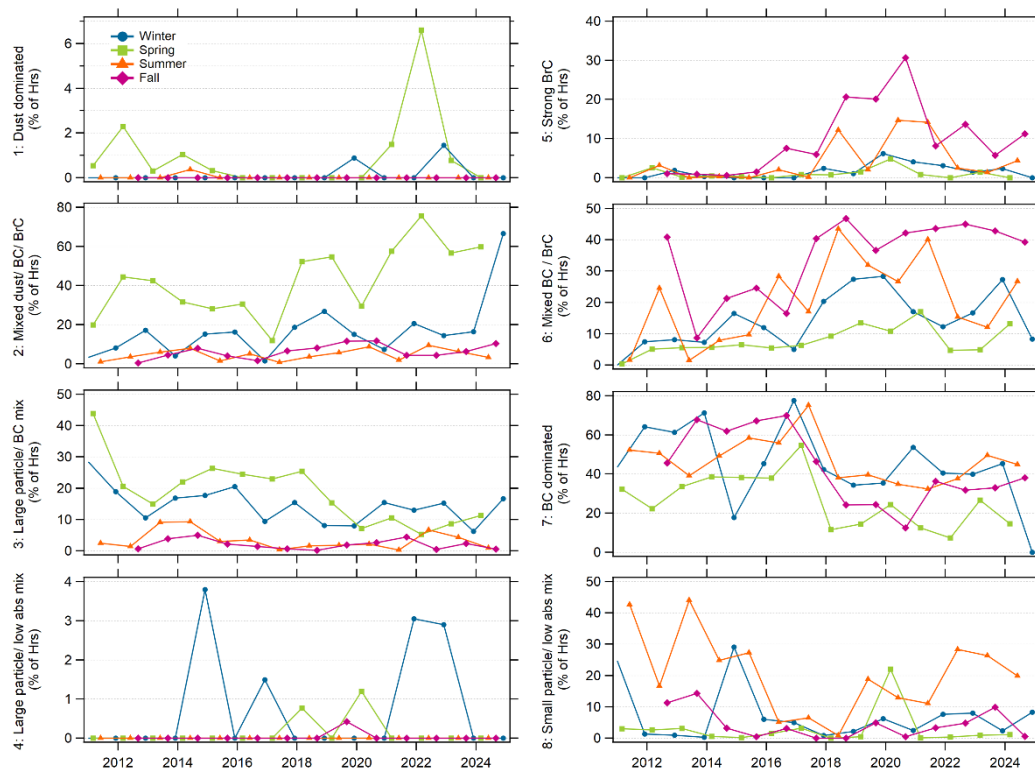 1: Dust dominated
(% of Hrs)
6
4
2
0
Winter
Spring
Summer
Fall
5: Strong BrC
(% of Hrs)
40
30
20
10
0
2: Mixed dust/ BC/ BrC
(% of Hrs)
80
60
40
20
0
6: Mixed BC / BrC
(% of Hrs)
50
40
30
20
10
0
3: Large particle/ BC mix
(% of Hrs)
50
40
30
20
10
0
7: BC dominated
(% of Hrs)
80
60
40
20
0
4: Large particle/ low abs mix
(% of Hrs)
4
3
2
1
0
8: Small particle/ low abs mix
(% of Hrs)
50
40
30
20
10
0
2012 2014 2016 2018 2020 2022 2024
2012 2014 2016 2018 2020 2022 2024